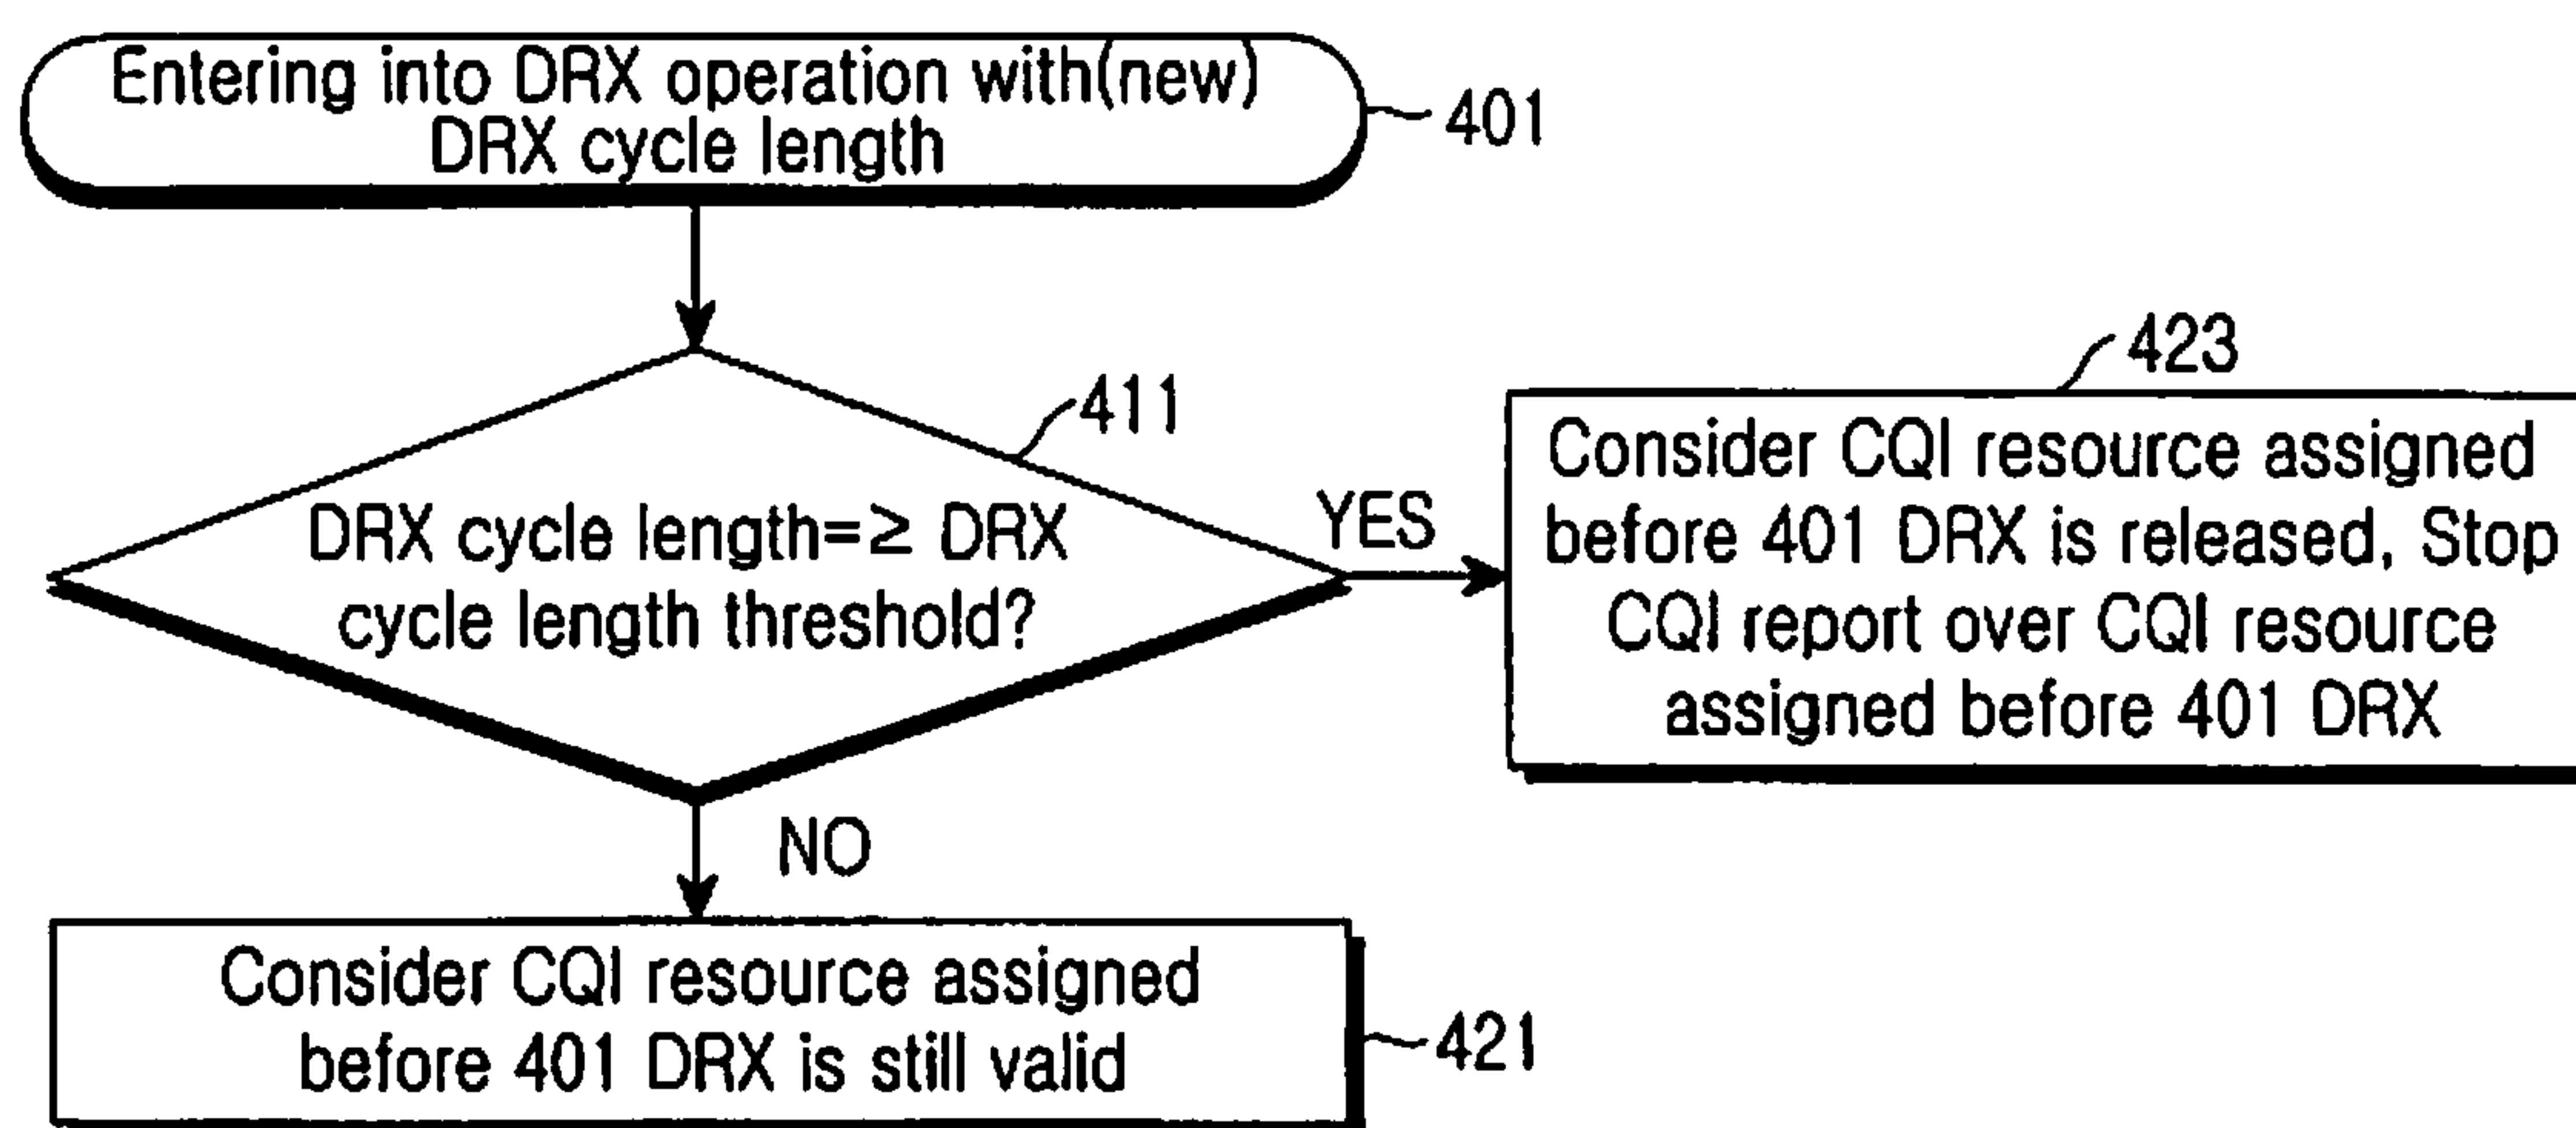 Entering into DRX operation with(new)
DRX cycle length
401
411
DRX cycle length=≥ DRX
cycle length threshold?
YES
423
Consider CQI resource assigned
before 401 DRX is released, Stop
CQI report over CQI resource
assigned before 401 DRX
NO
Consider CQI resource assigned
before 401 DRX is still valid
421